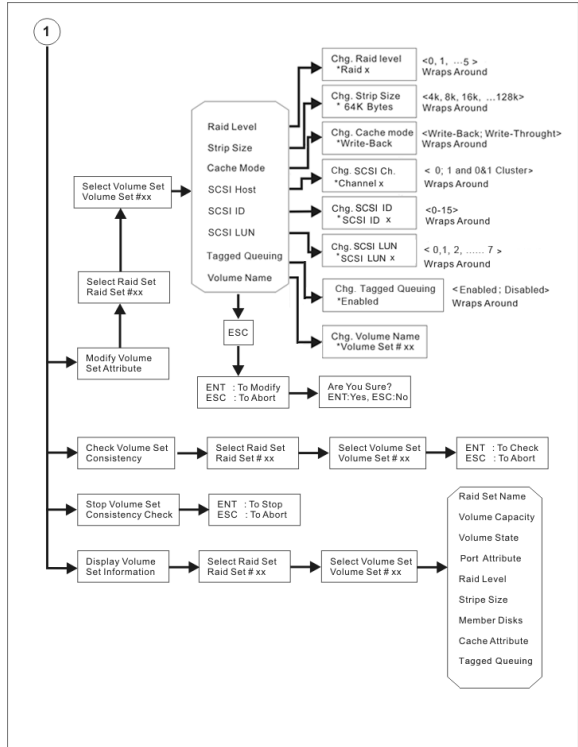 1
Chg. Raid level
*Raid x
<0, 1, ...5 >
Wraps Around
Chg. Strip Size
* 64K Bytes
<4k, 8k, 16k, ...128k>
Wraps Around
Chg. Cache mode
*Write-Back
<Write-Back; Write-Throught>
Wraps Around
Chg. SCSI Ch.
*Channel x
< 0; 1 and 0&1 Cluster>
Wraps Around
Chg. SCSI ID
*SCSI ID x
<0-15>
Wraps Around
Chg. SCSI LUN
*SCSI LUN x
< 0,1, 2, ...... 7 >
Wraps Around
Chg. Tagged Queuing
*Enabled
<Enabled; Disabled>
Wraps Around
Chg. Volume Name
*Volume Set # xx
Raid Level
Strip Size
Cache Mode
SCSI Host
SCSI ID
SCSI LUN
Tagged Queuing
Volume Name
Select Volume Set
Volume Set #xx
Select Raid Set
Raid Set #xx
Modify Volume
Set Attribute
ESC
ENT : To Modify
ESC : To Abort
Are You Sure?
ENT:Yes, ESC:No
Check Volume Set
Consistency
Select Raid Set
Raid Set # xx
Select Volume Set
Volume Set # xx
ENT : To Check
ESC : To Abort
Stop Volume Set
Consistency Check
ENT : To Stop
ESC : To Abort
Display Volume
Set Information
Select Raid Set
Raid Set # xx
Select Volume Set
Volume Set # xx
Raid Set Name
Volume Capacity
Volume State
Port Attribute
Raid Level
Stripe Size
Member Disks
Cache Attribute
Tagged Queuing